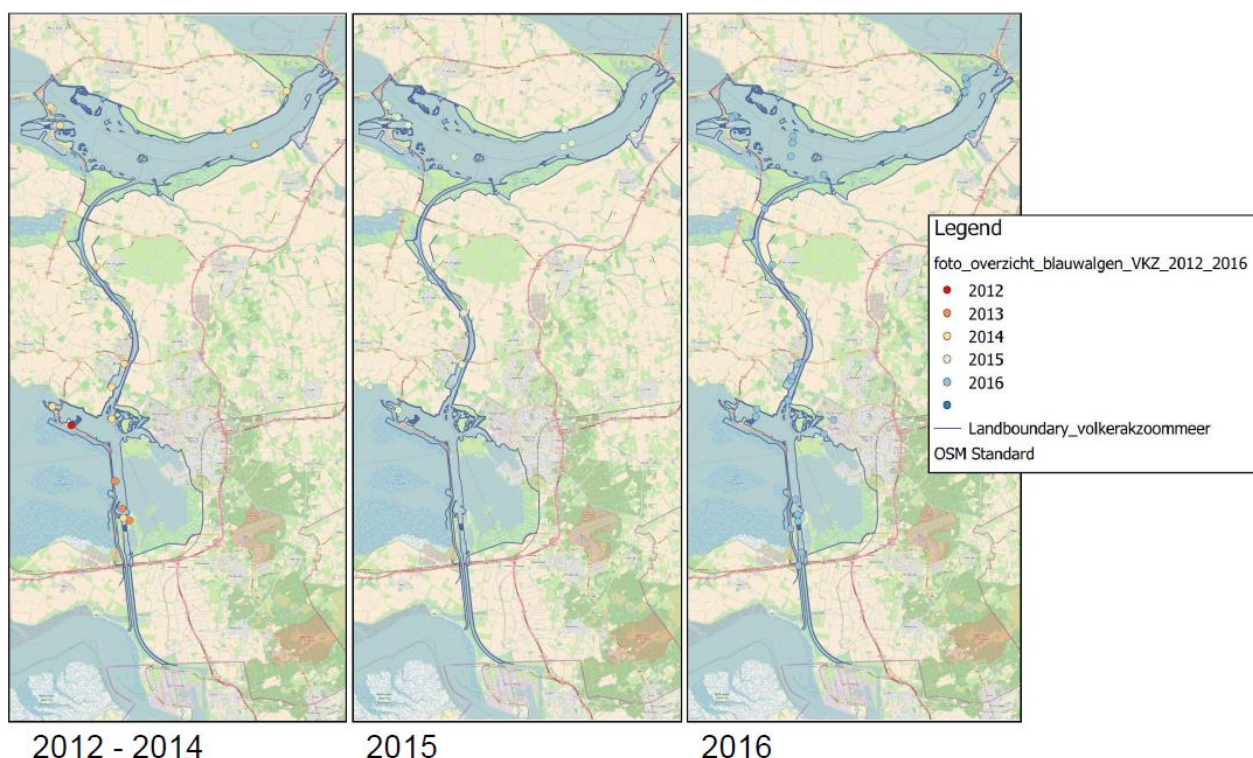 Legend
foto_overzicht_blauwalgen_VKZ_2012_2016
2012
2013
2014
2015
2016
Landboundary_volkerakzoommeer
OSM Standard
2012 - 2014
2015
2016